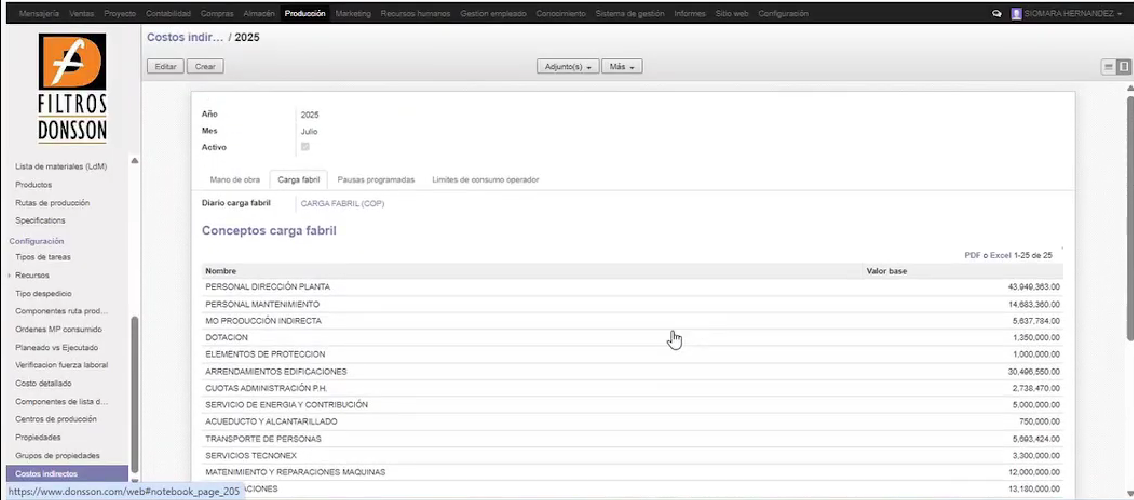 Mensajería Ventas Proyecto Contabilidad Compras Almacén Producción Marketing Recursos humanos Gestion empleado Conocimiento Sistema de gestión Informes Sitio web Configuración SIOMARA HERNANDEZ
Costos indir... / 2025
Editar Crear Adjunto(s) Más
FILTROS
DONSSON
Año 2025
Mes Julio
Activo
Mano de obra Carga fabril Pausas programadas Limites de consumo operador
Diario carga fabril CARGA FABRIL (COP)
Conceptos carga fabril
PDF o Excel 1-25 de 25
Nombre Valor base
PERSONAL DIRECCIÓN PLANTA 43,949,363.00
PERSONAL MANTENIMIENTO 14,683,360.00
MO PRODUCCIÓN INDIRECTA 5,637,784.00
DOTACION 1,350,000.00
ELEMENTOS DE PROTECCION 1,000,000.00
ARRENDAMIENTOS EDIFICACIONES 30,496,550.00
CUOTAS ADMINISTRACIÓN P.H. 2,738,470.00
SERVICIO DE ENERGIA Y CONTRIBUCIÓN 5,000,000.00
ACUEDUCTO Y ALCANTARILLADO 750,000.00
TRANSPORTE DE PERSONAS 5,693,424.00
SERVICIOS TECNONEX 3,300,000.00
MATENIMIENTO Y REPARACIONES MAQUINAS 12,000,000.00
ACIONES 13,180,000.00
Lista de materiales (LdM)
Productos
Rutas de producción
Specifications
Configuración
Tipos de tareas
Recursos
Tipo despedicio
Componentes ruta prod...
Ordenes MP consumido
Planeado vs Ejecutado
Verificacion fuerza laboral
Costo detallado
Componentes de lista d...
Centros de producción
Propiedades
Grupos de propiedades
Costos indirectos
https://www.donsson.com/web#notebook_page_205